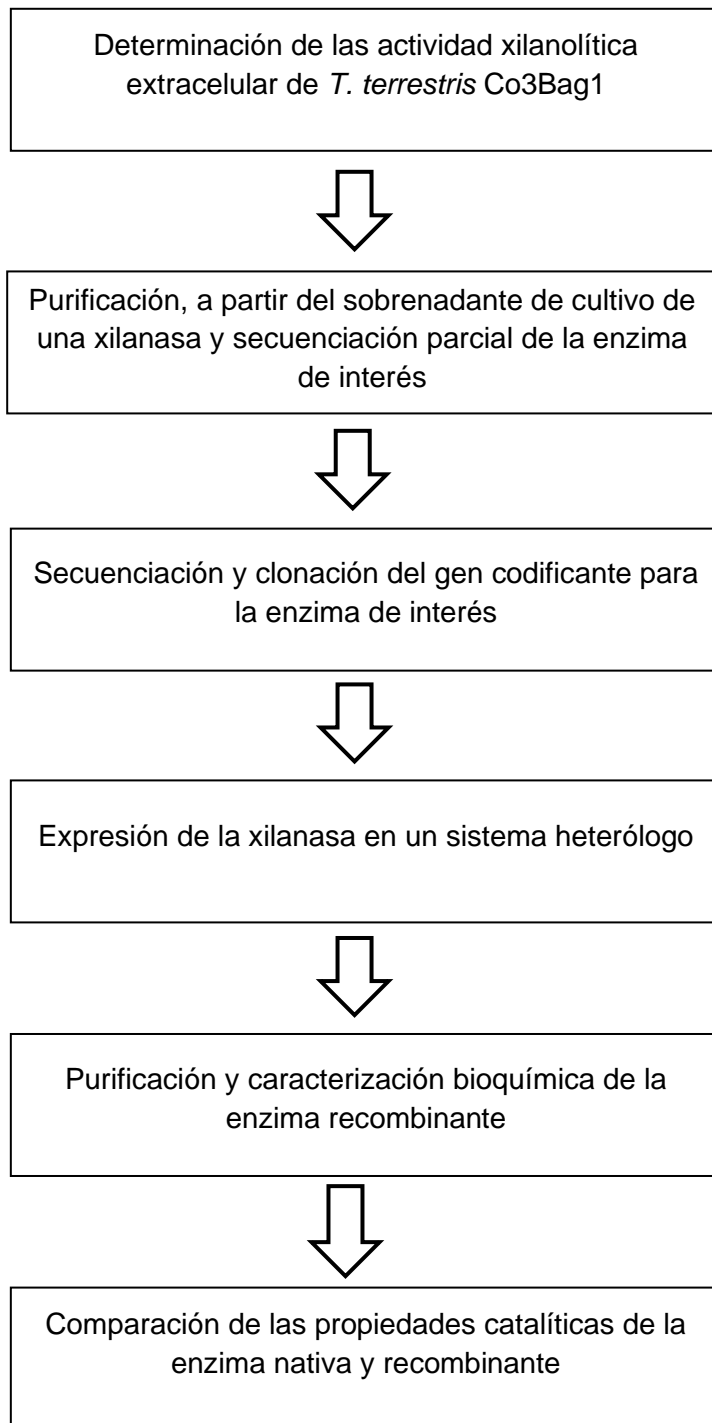 Determinación de las actividad xilanolítica
extracelular de T. terrestris Co3Bag1
Purificación, a partir del sobrenadante de cultivo de
una xilanasa y secuenciación parcial de la enzima
de interés
Secuenciación y clonación del gen codificante para
la enzima de interés
Expresión de la xilanasa en un sistema heterólogo
Purificación y caracterización bioquímica de la
enzima recombinante
Comparación de las propiedades catalíticas de la
enzima nativa y recombinante